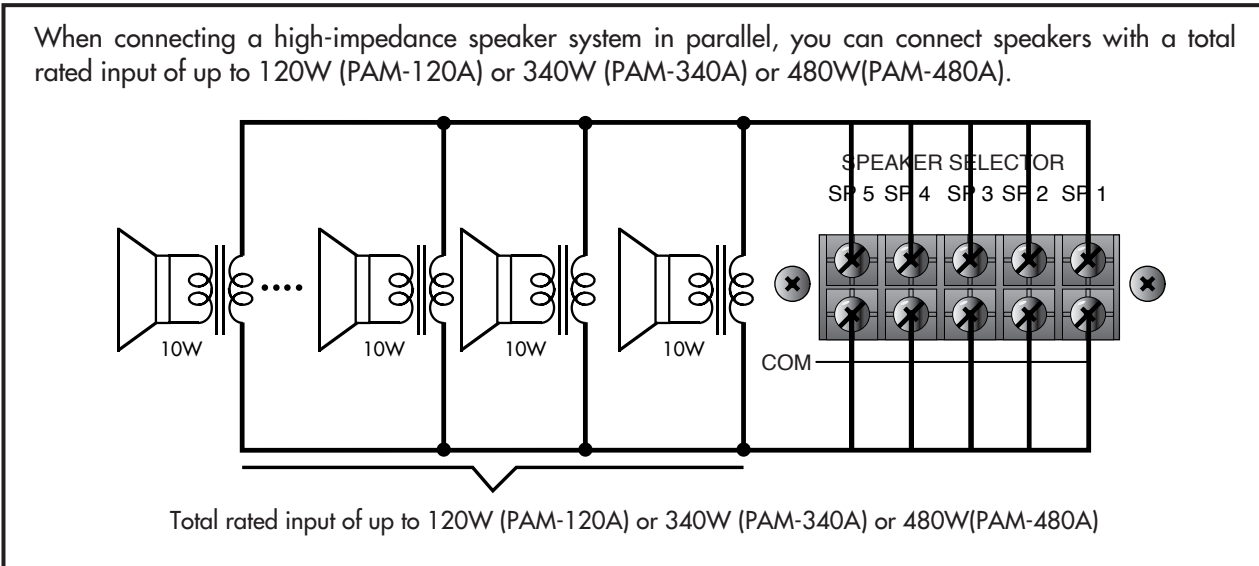 When connecting a high-impedance speaker system in parallel, you can connect speakers with a total
rated input of up to 120W (PAM-120A) or 340W (PAM-340A) or 480W(PAM-480A).
SPEAKER SELECTOR
SP 5 SP 4 SP 3 SP 2 SP 1
10W 10W 10W 10W
COM
Total rated input of up to 120W (PAM-120A) or 340W (PAM-340A) or 480W(PAM-480A)